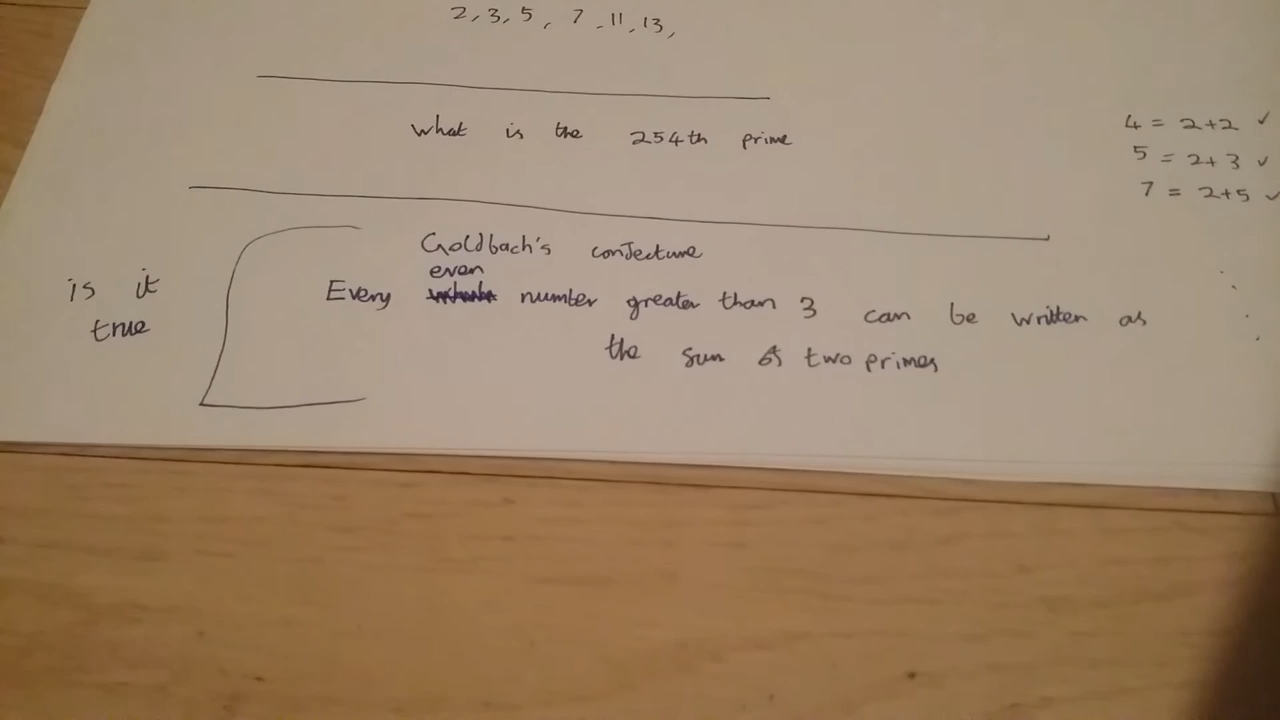 2, 3, 5, 7, 11, 13,
what is the 254th prime
4 = 2+2 ✓
5 = 2+3 ✓
7 = 2+5 ✓
Goldbach's conjecture
even
Every number greater than 3 can be written as
the sum of two primes
is it
true